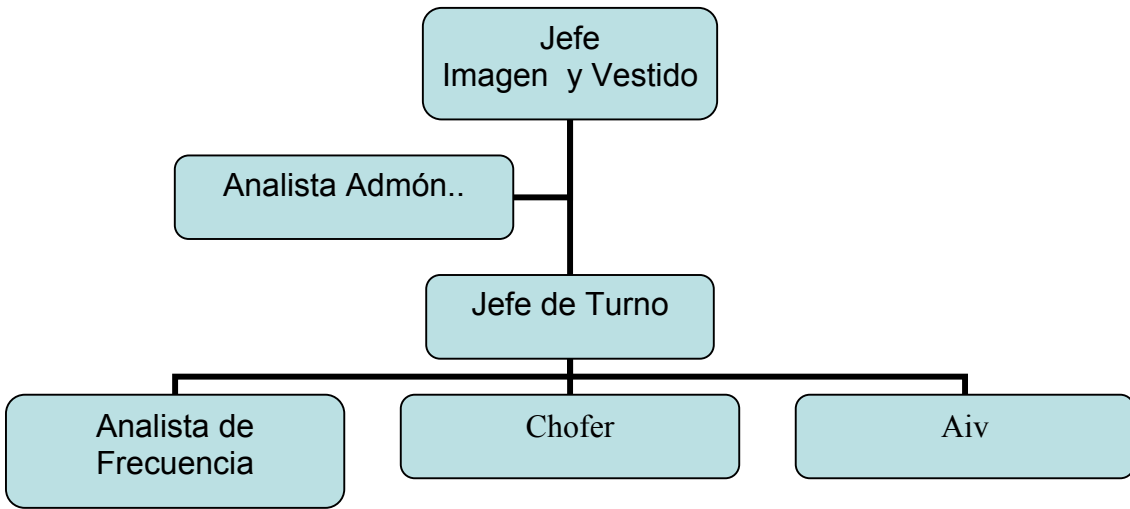 Jefe
Imagen y Vestido
Analista Admón..
Jefe de Turno
Analista de
Frecuencia
Chofer
Aiv